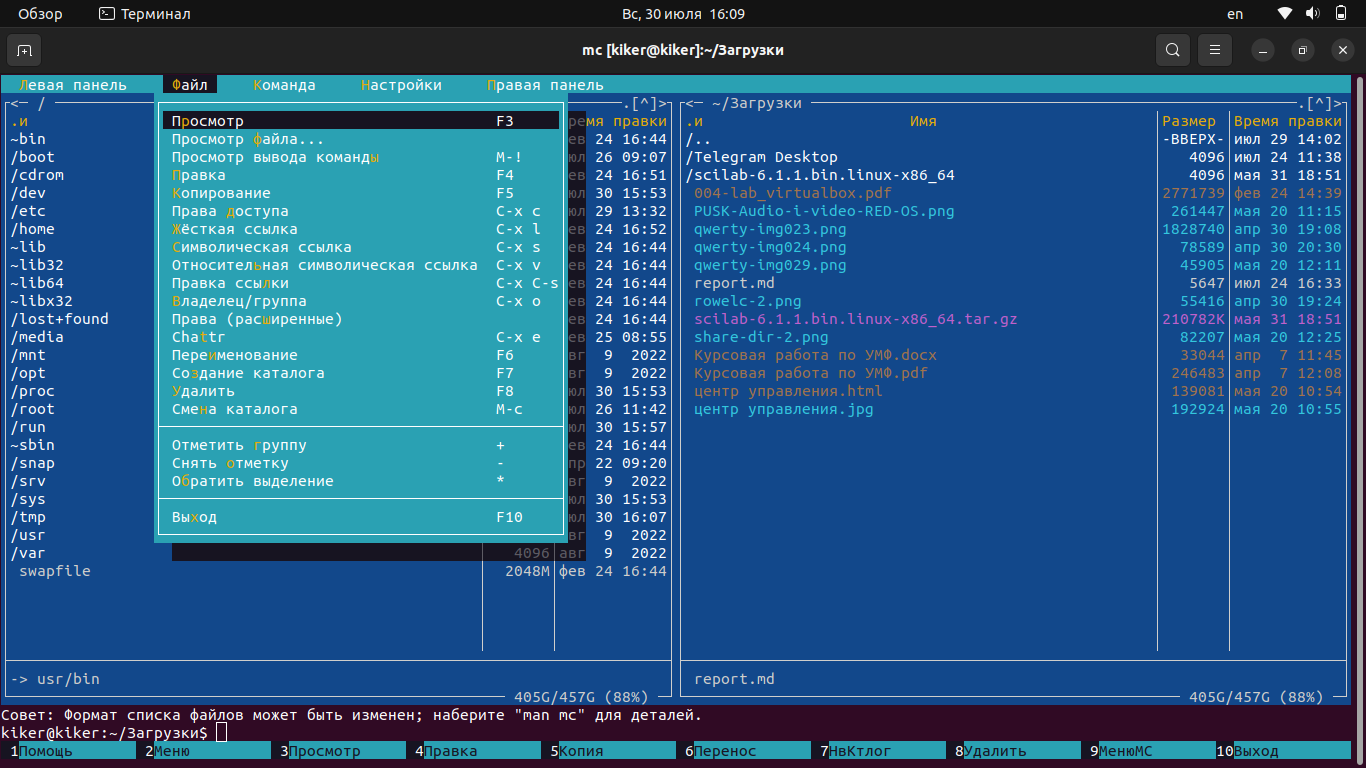 Обзор Терминал Вс, 30 июля 16:09 en
mc [kiker@kiker]:~/Загрузки
Левая панель Файл Команда Настройки Правая панель
<─ / .[^]> <─ ~/Загрузки .[^]>
.и Просмотр F3 ремя правки .и Имя Размер Время правки
~bin Просмотр файла... ев 24 16:44 /.. -ВВЕРХ- июл 29 14:02
/boot Просмотр вывода команды M-! юл 26 09:07 /Telegram Desktop 4096 июл 24 11:38
/cdrom Правка F4 ев 24 16:51 /scilab-6.1.1.bin.linux-x86_64 4096 мая 31 18:51
/dev Копирование F5 юл 30 15:53 004-lab_virtualbox.pdf 2771739 фев 24 14:39
/etc Права доступа C-x c юл 29 13:32 PUSK-Audio-i-video-RED-OS.png 261447 мая 20 11:15
/home Жёсткая ссылка C-x l ев 24 16:52 qwerty-img023.png 1828740 апр 30 19:08
~lib Символическая ссылка C-x s ев 24 16:44 qwerty-img024.png 78589 апр 30 20:30
~lib32 Относительная символическая ссылка C-x v ев 24 16:44 qwerty-img029.png 45905 мая 20 12:11
~lib64 Правка ссылки C-x C-s ев 24 16:44 report.md 5647 июл 24 16:33
~libx32 Владелец/группа C-x o ев 24 16:44 rowelc-2.png 55416 апр 30 19:24
/lost+found Права (расширенные) ев 24 16:44 scilab-6.1.1.bin.linux-x86_64.tar.gz 210782K мая 31 18:51
/media Chattr C-x e ев 25 08:55 share-dir-2.png 82207 мая 20 12:25
/mnt Переименование F6 вг 9 2022 Курсовая работа по УМФ.docx 33044 апр 7 11:45
/opt Создание каталога F7 вг 9 2022 Курсовая работа по УМФ.pdf 246483 апр 7 12:08
/proc Удалить F8 юл 30 15:53 центр управления.html 139081 мая 20 10:54
/root Смена каталога M-c юл 26 11:42 центр управления.jpg 192924 мая 20 10:55
/run юл 30 15:57
~sbin Отметить группу + ев 24 16:44
/snap Снять отметку - пр 22 09:20
/srv Обратить выделение * вг 9 2022
/sys юл 30 15:53
/tmp Выход F10 юл 30 16:07
/usr вг 9 2022
/var 4096 авг 9 2022
swapfile 2048M фев 24 16:44
-> usr/bin report.md
405G/457G (88%) 405G/457G (88%)
Совет: Формат списка файлов может быть изменен; наберите "man mc" для деталей.
kiker@kiker:~/Загрузки$
1Помощь 2Меню 3Просмотр 4Правка 5Копия 6Перенос 7НвКтлог 8Удалить 9МенюМС 10Выход